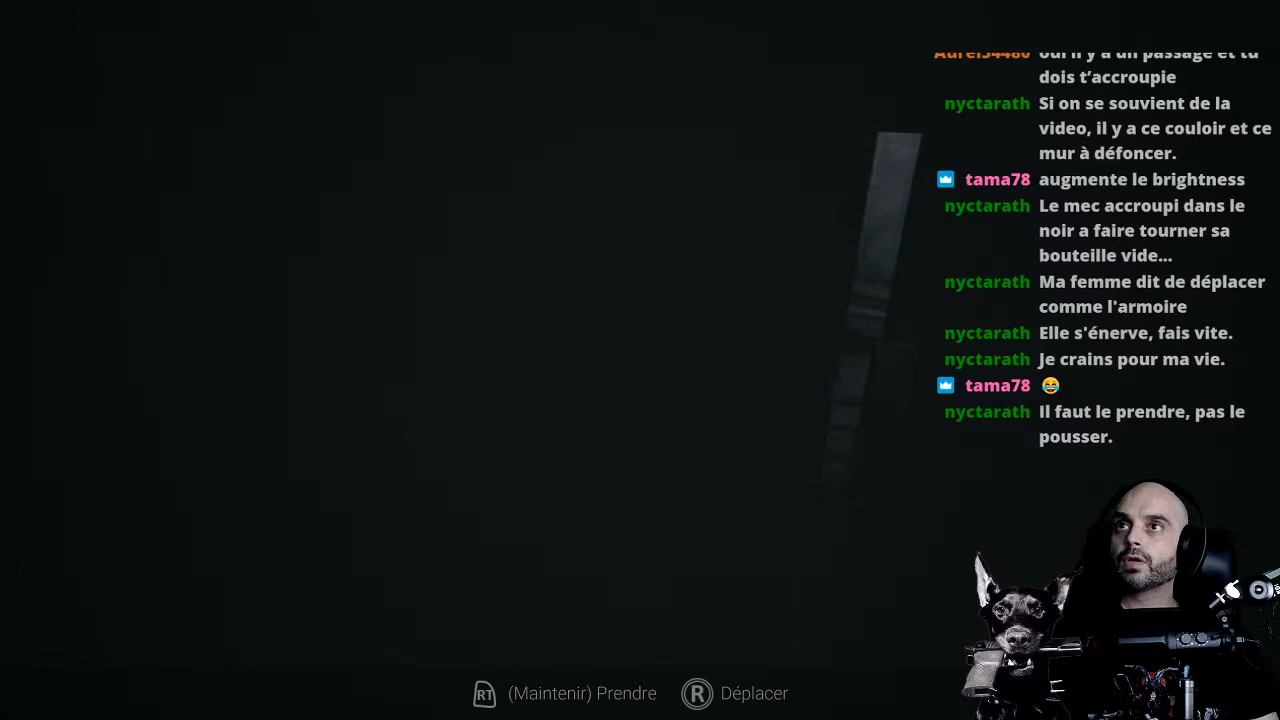 Aurel54480 oui il y a un passage et tu
dois t’accroupie
nyctarath Si on se souvient de la
video, il y a ce couloir et ce
mur à défoncer.
tama78 augmente le brightness
nyctarath Le mec accroupi dans le
noir a faire tourner sa
bouteille vide...
nyctarath Ma femme dit de déplacer
comme l'armoire
nyctarath Elle s'énerve, fais vite.
nyctarath Je crains pour ma vie.
tama78 😂
nyctarath Il faut le prendre, pas le
pousser.
RT (Maintenir) Prendre R Déplacer